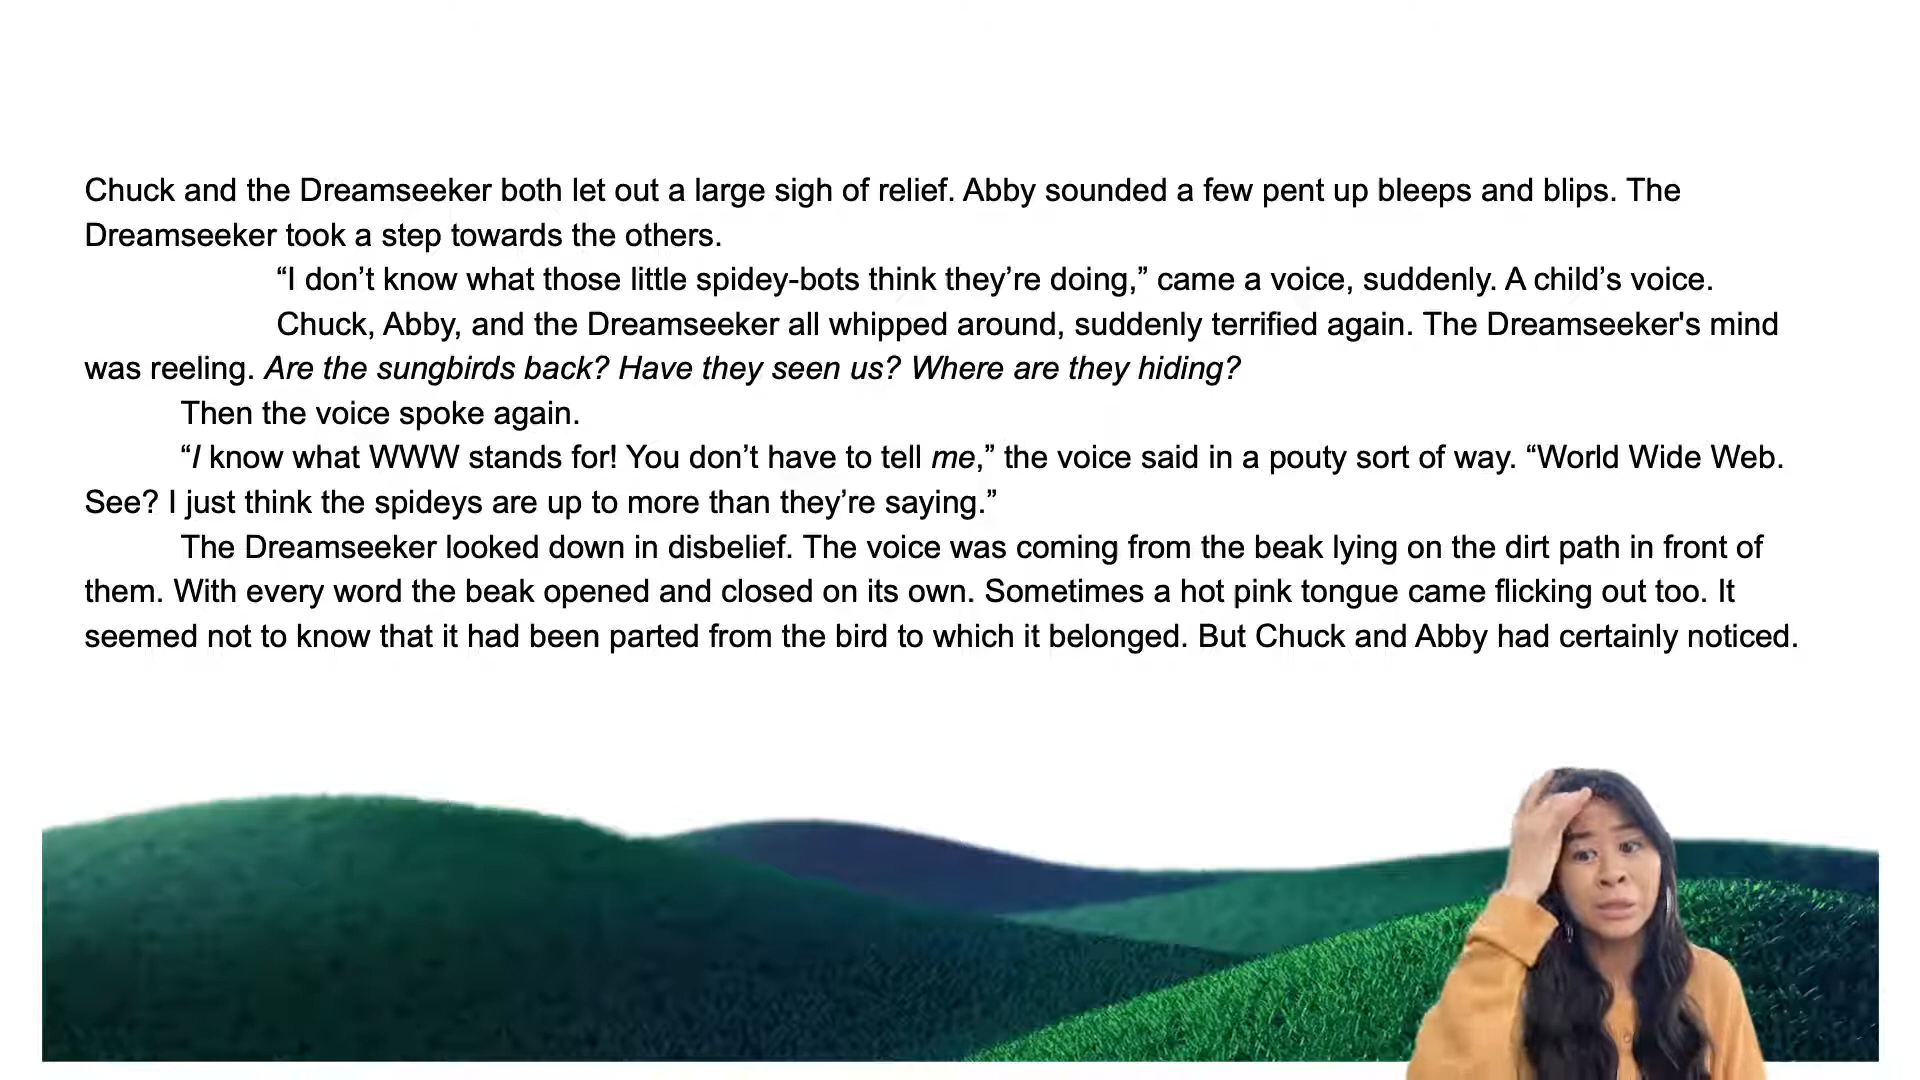 Chuck and the Dreamseeker both let out a large sigh of relief. Abby sounded a few pent up bleeps and blips. The
Dreamseeker took a step towards the others.
“I don’t know what those little spidey-bots think they’re doing,” came a voice, suddenly. A child’s voice.
Chuck, Abby, and the Dreamseeker all whipped around, suddenly terrified again. The Dreamseeker's mind
was reeling. Are the sungbirds back? Have they seen us? Where are they hiding?
Then the voice spoke again.
“I know what WWW stands for! You don’t have to tell me,” the voice said in a pouty sort of way. “World Wide Web.
See? I just think the spideys are up to more than they’re saying.”
The Dreamseeker looked down in disbelief. The voice was coming from the beak lying on the dirt path in front of
them. With every word the beak opened and closed on its own. Sometimes a hot pink tongue came flicking out too. It
seemed not to know that it had been parted from the bird to which it belonged. But Chuck and Abby had certainly noticed.